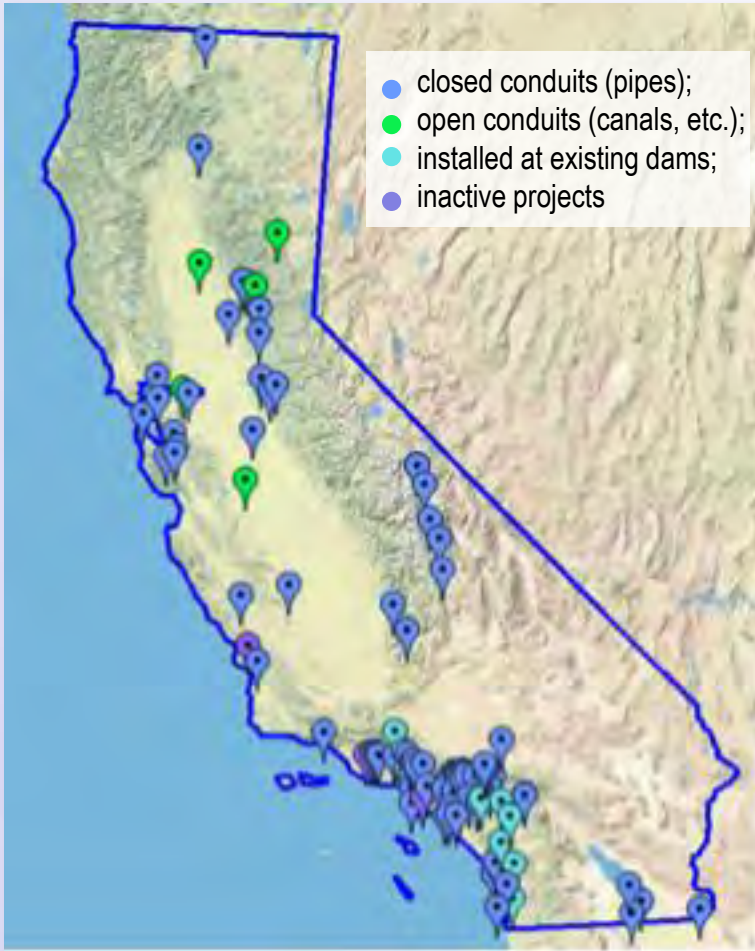 closed conduits (pipes);
open conduits (canals, etc.);
installed at existing dams;
inactive projects